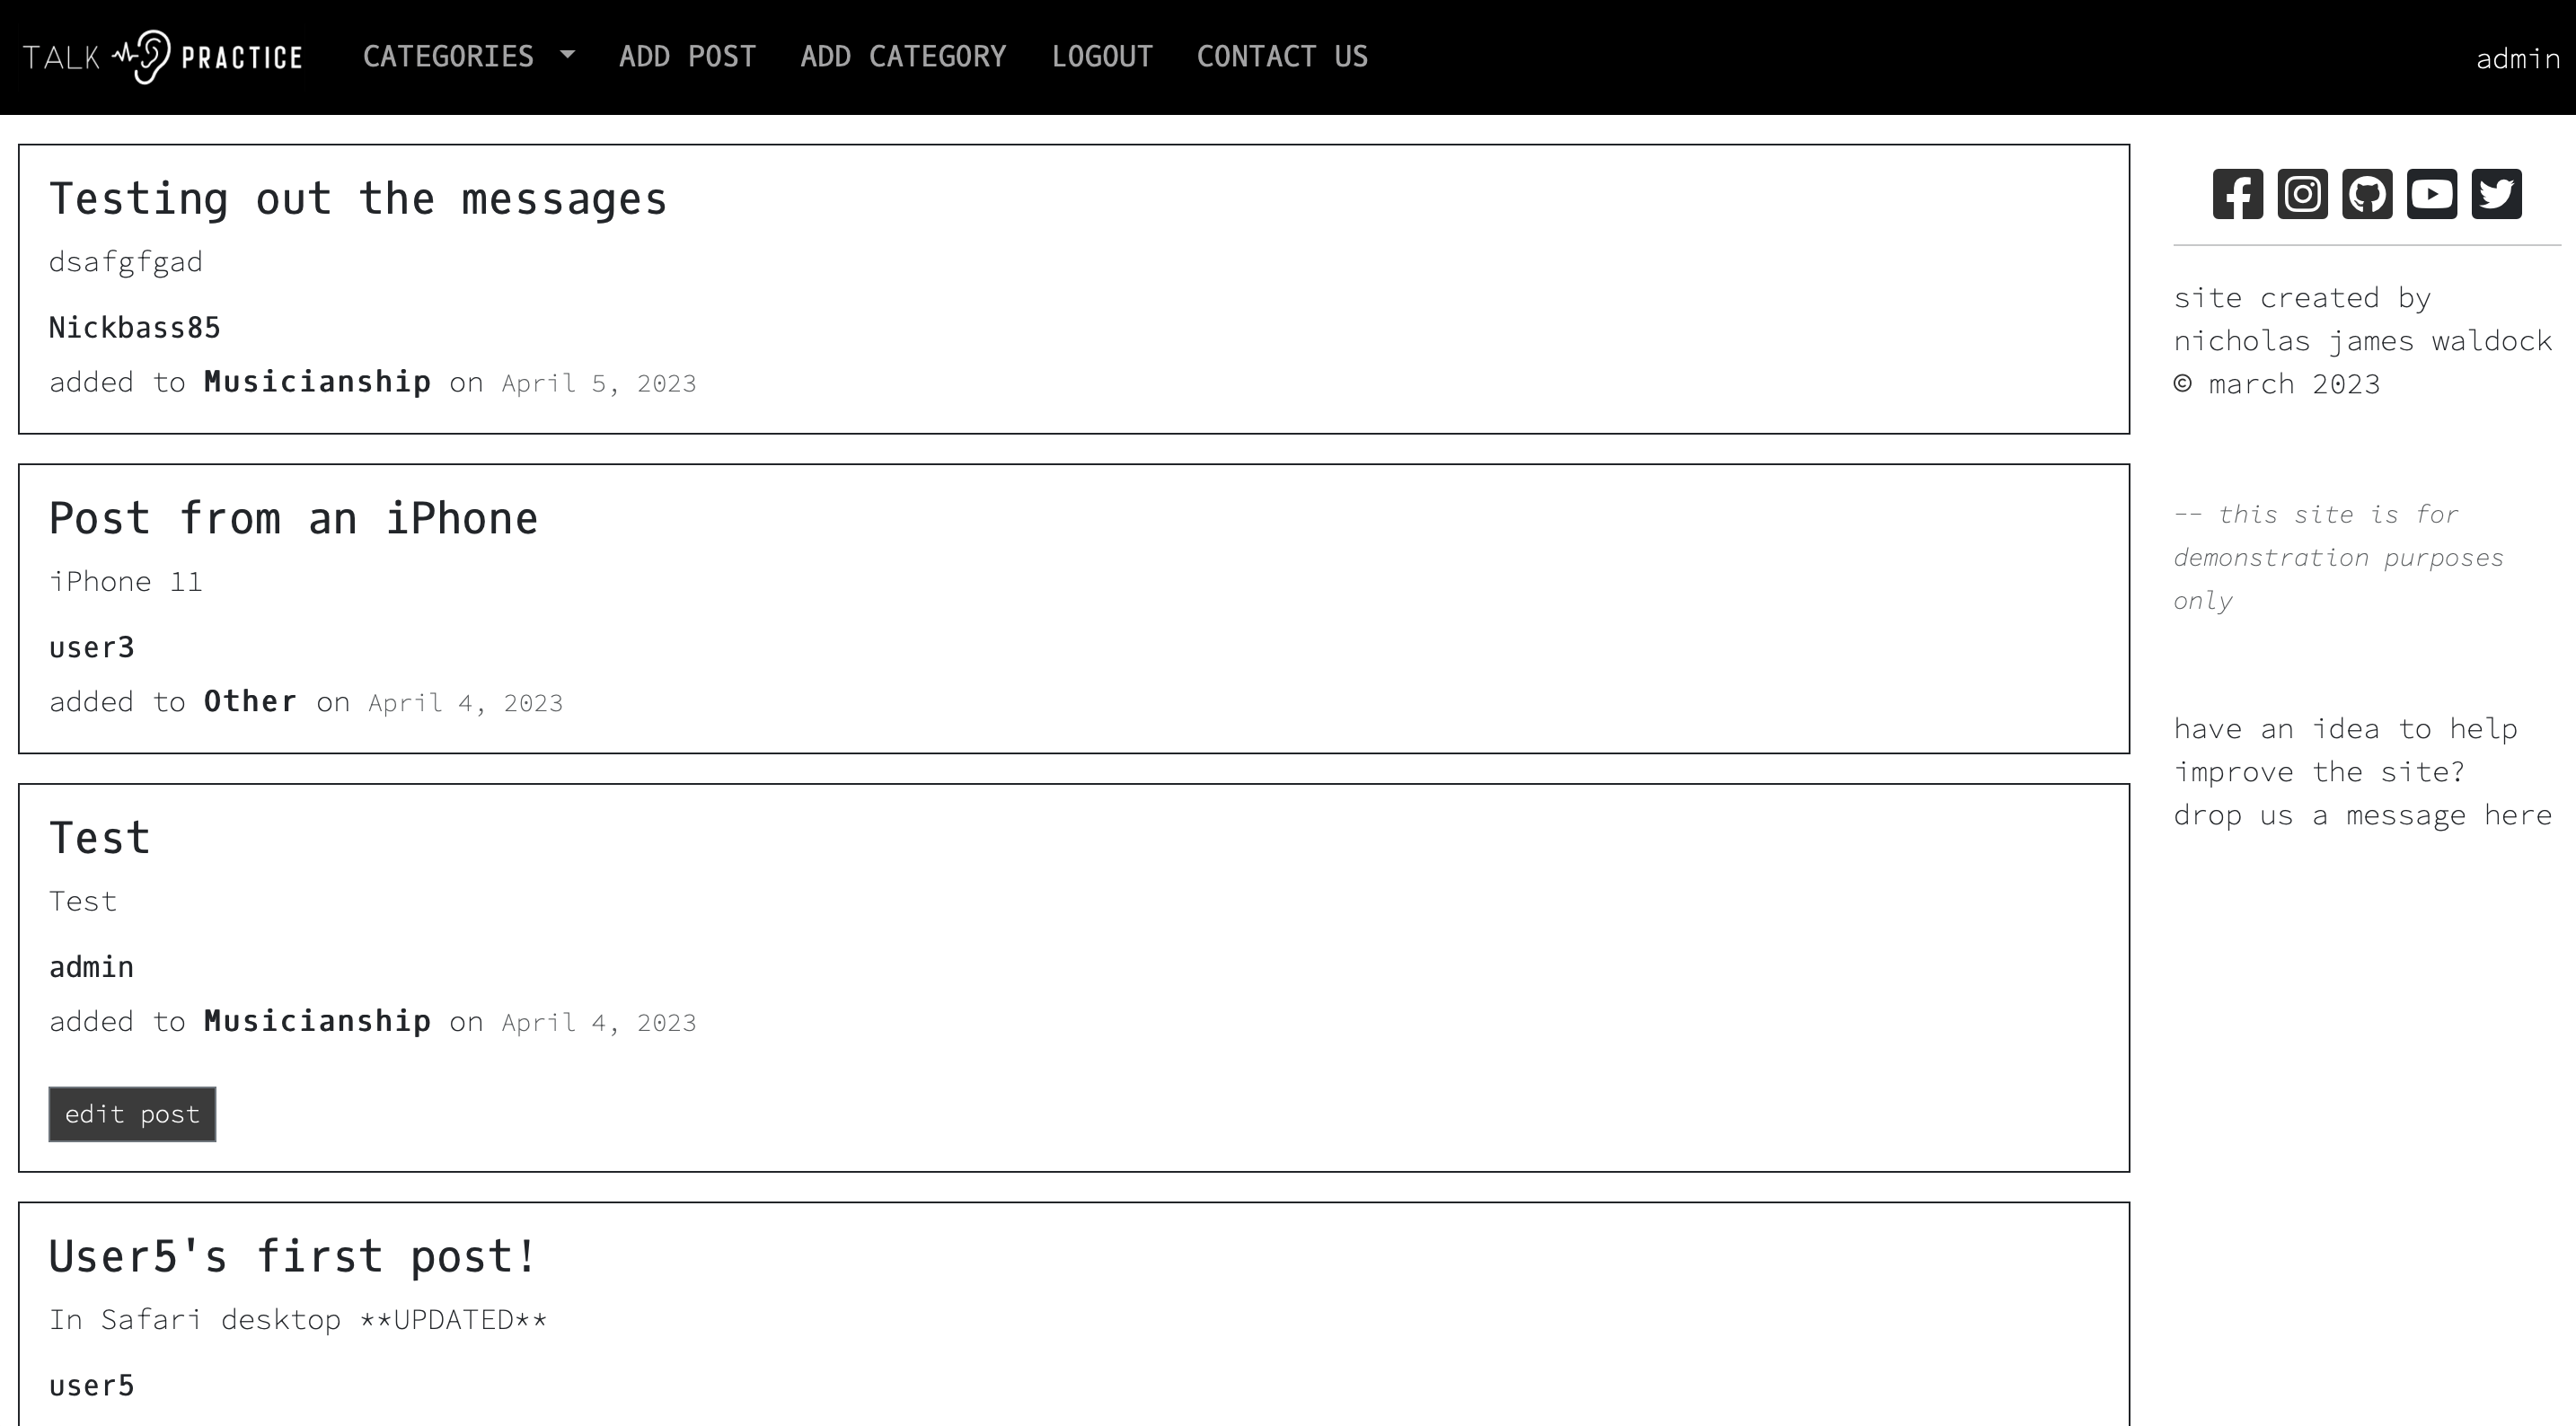 TALK PRACTICE
CATEGORIES ADD POST ADD CATEGORY LOGOUT CONTACT US
admin
Testing out the messages
dsafgfgad
Nickbass85
added to Musicianship on April 5, 2023
Post from an iPhone
iPhone 11
user3
added to Other on April 4, 2023
Test
Test
admin
added to Musicianship on April 4, 2023
edit post
User5's first post!
In Safari desktop **UPDATED**
user5
site created by
nicholas james waldock
© march 2023
-- this site is for
demonstration purposes
only
have an idea to help
improve the site?
drop us a message here